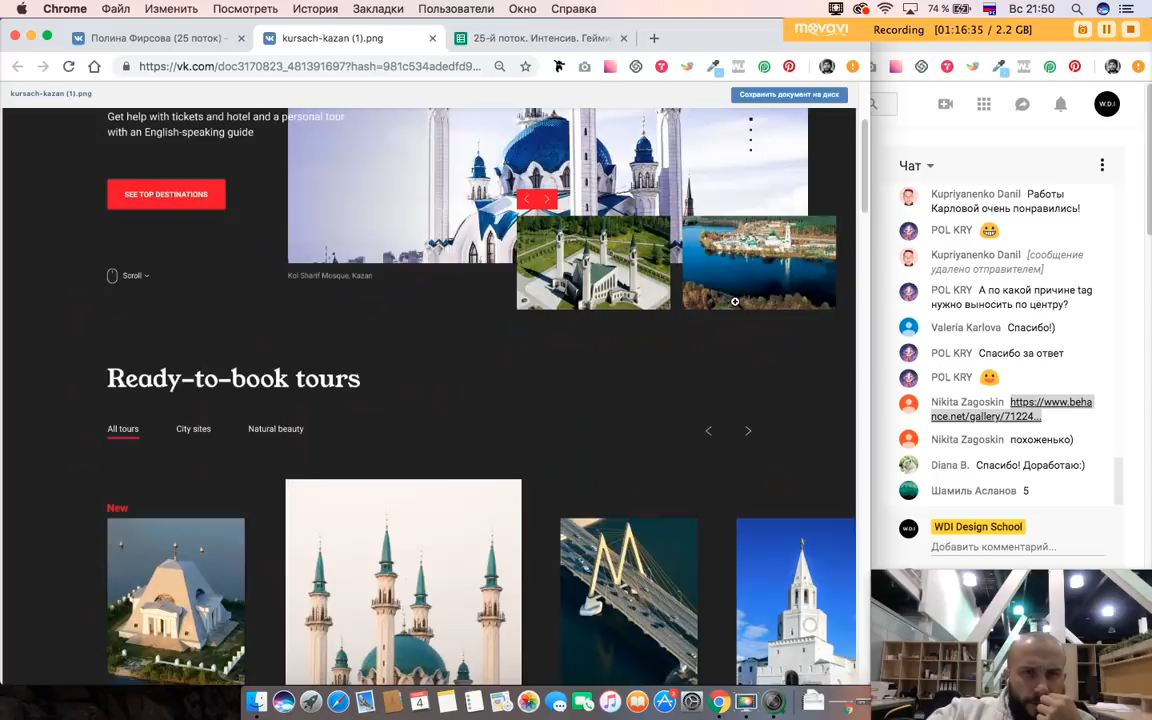 Chrome Файл Изменить Посмотреть История Закладки Пользователи Окно Справка 74 % Вс 21:50
movavi Recording [01:16:35 / 2.2 GB]
Полина Фирсова (25 поток) –
kursach-kazan (1).png
25-й поток. Интенсив. Гейми
https://vk.com/doc3170823_481391697?hash=981c534adedfd9...
kursach-kazan (1).png
Сохранить документ на диск
Get help with tickets and hotel and a personal tour
with an English-speaking guide
SEE TOP DESTINATIONS
Scroll
Kol Sharif Mosque, Kazan
Ready-to-book tours
All tours
City sites
Natural beauty
New
W.D.I
Чат
Kupriyanenko Danil Работы
Карловой очень понравились!
POL KRY
Kupriyanenko Danil [сообщение
удалено отправителем]
POL KRY А по какой причине tag
нужно выносить по центру?
Valeria Karlova Спасибо!)
POL KRY Спасибо за ответ
POL KRY
Nikita Zagoskin https://www.beha
nce.net/gallery/71224...
Nikita Zagoskin похоженько)
Diana B. Спасибо! Доработаю:)
Шамиль Асланов 5
W.D.I
WDI Design School
Добавить комментарий...